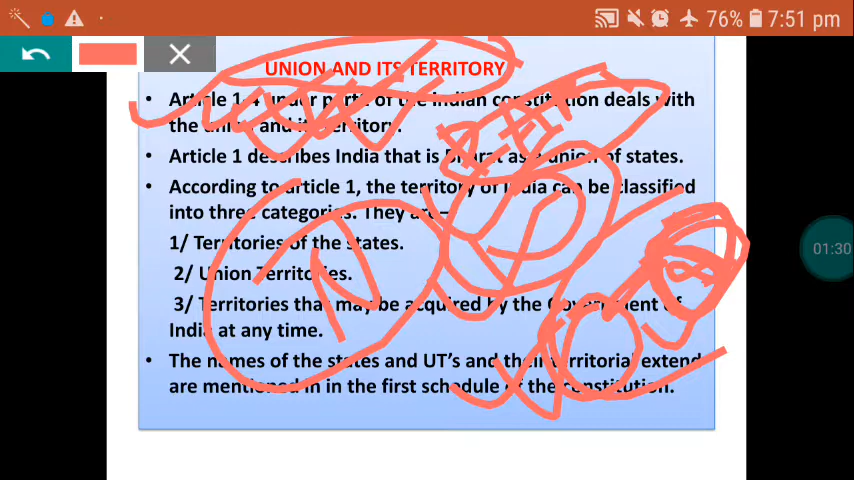 76% 7:51 pm
UNION AND ITS TERRITORY
• Article 1-4 under part1 of the Indian constitution deals with
the union and its territory.
• Article 1 describes India that is Bharat as a union of states.
• According to article 1, the territory of India can be classified
into three categories. They are–
1/ Territories of the states.
2/ Union Territories.
3/ Territories that may be acquired by the Government of
India at any time.
• The names of the states and UT's and their territorial extend
are mentioned in in the first schedule of the constitution.
01:30